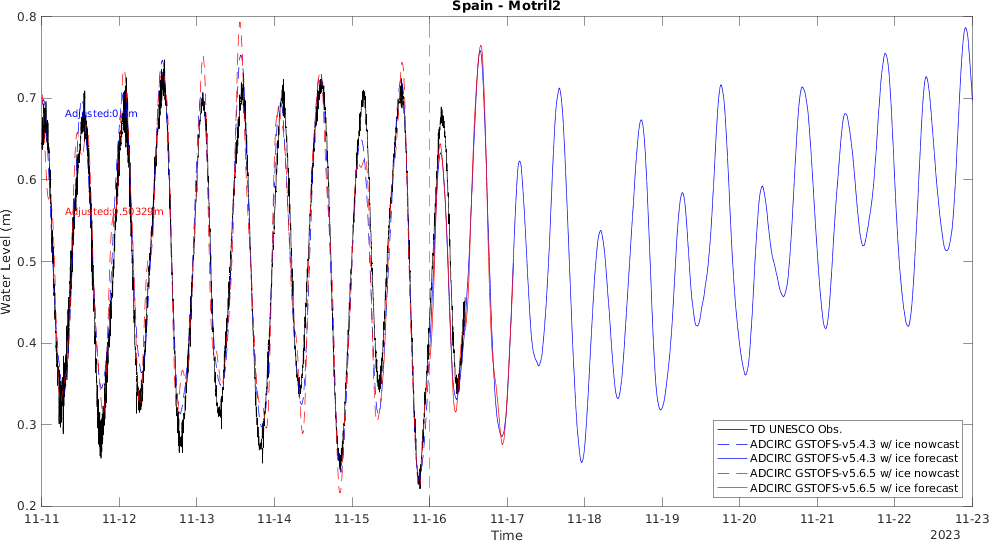 Spain - Motril2
Water Level (m)
0.8
0.7
0.6
0.5
0.4
0.3
0.2
Adjusted:0
Adjusted:
11-11 11-12 11-13 11-14 11-15 11-16 11-17 11-18 11-19 11-20 11-21 11-22 11-23
Time
2023
TD UNESCO Obs.
ADCIRC GSTOFS-v5.4.3 w/ ice nowcast
ADCIRC GSTOFS-v5.4.3 w/ ice forecast
ADCIRC GSTOFS-v5.6.5 w/ ice nowcast
ADCIRC GSTOFS-v5.6.5 w/ ice forecast